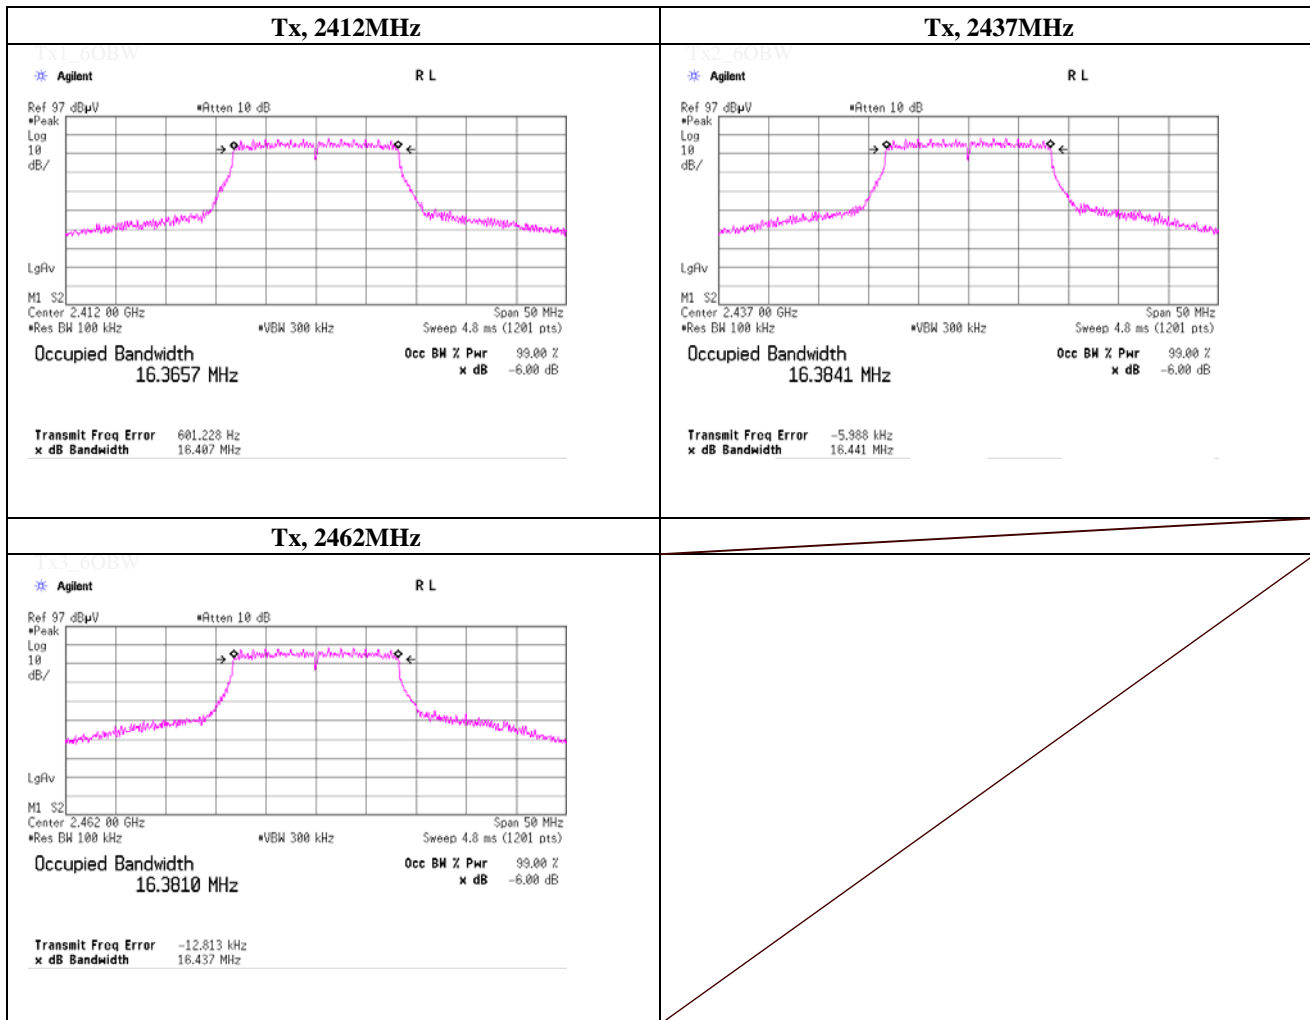 Tx, 2412MHz
Tx1_6OBW
Agilent R L
Ref 97 dBµV #Atten 10 dB
#Peak
Log
10
dB/
LgAv
M1 S2
Center 2.412 00 GHz Span 50 MHz
#Res BW 100 kHz #VBW 300 kHz Sweep 4.8 ms (1201 pts)
Occupied Bandwidth Occ BW % Pwr 99.00 %
16.3657 MHz x dB -6.00 dB
Transmit Freq Error 601.228 Hz
x dB Bandwidth 16.407 MHz
Tx, 2437MHz
Tx2_6OBW
Agilent R L
Ref 97 dBµV #Atten 10 dB
#Peak
Log
10
dB/
LgAv
M1 S2
Center 2.437 00 GHz Span 50 MHz
#Res BW 100 kHz #VBW 300 kHz Sweep 4.8 ms (1201 pts)
Occupied Bandwidth Occ BW % Pwr 99.00 %
16.3841 MHz x dB -6.00 dB
Transmit Freq Error -5.988 kHz
x dB Bandwidth 16.441 MHz
Tx, 2462MHz
Tx3_6OBW
Agilent R L
Ref 97 dBµV #Atten 10 dB
#Peak
Log
10
dB/
LgAv
M1 S2
Center 2.462 00 GHz Span 50 MHz
#Res BW 100 kHz #VBW 300 kHz Sweep 4.8 ms (1201 pts)
Occupied Bandwidth Occ BW % Pwr 99.00 %
16.3810 MHz x dB -6.00 dB
Transmit Freq Error -12.813 kHz
x dB Bandwidth 16.437 MHz